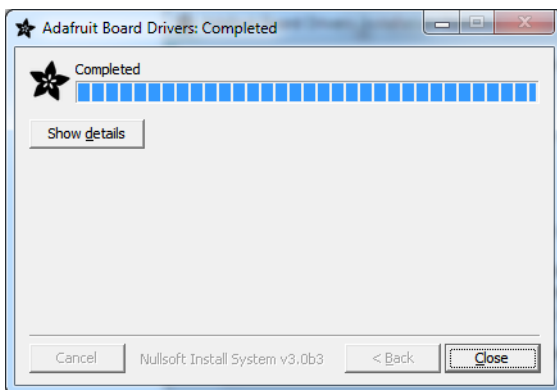 Adafruit Board Drivers: Completed
Completed
Show details
Cancel
Nullsoft Install System v3.0b3
< Back
Close